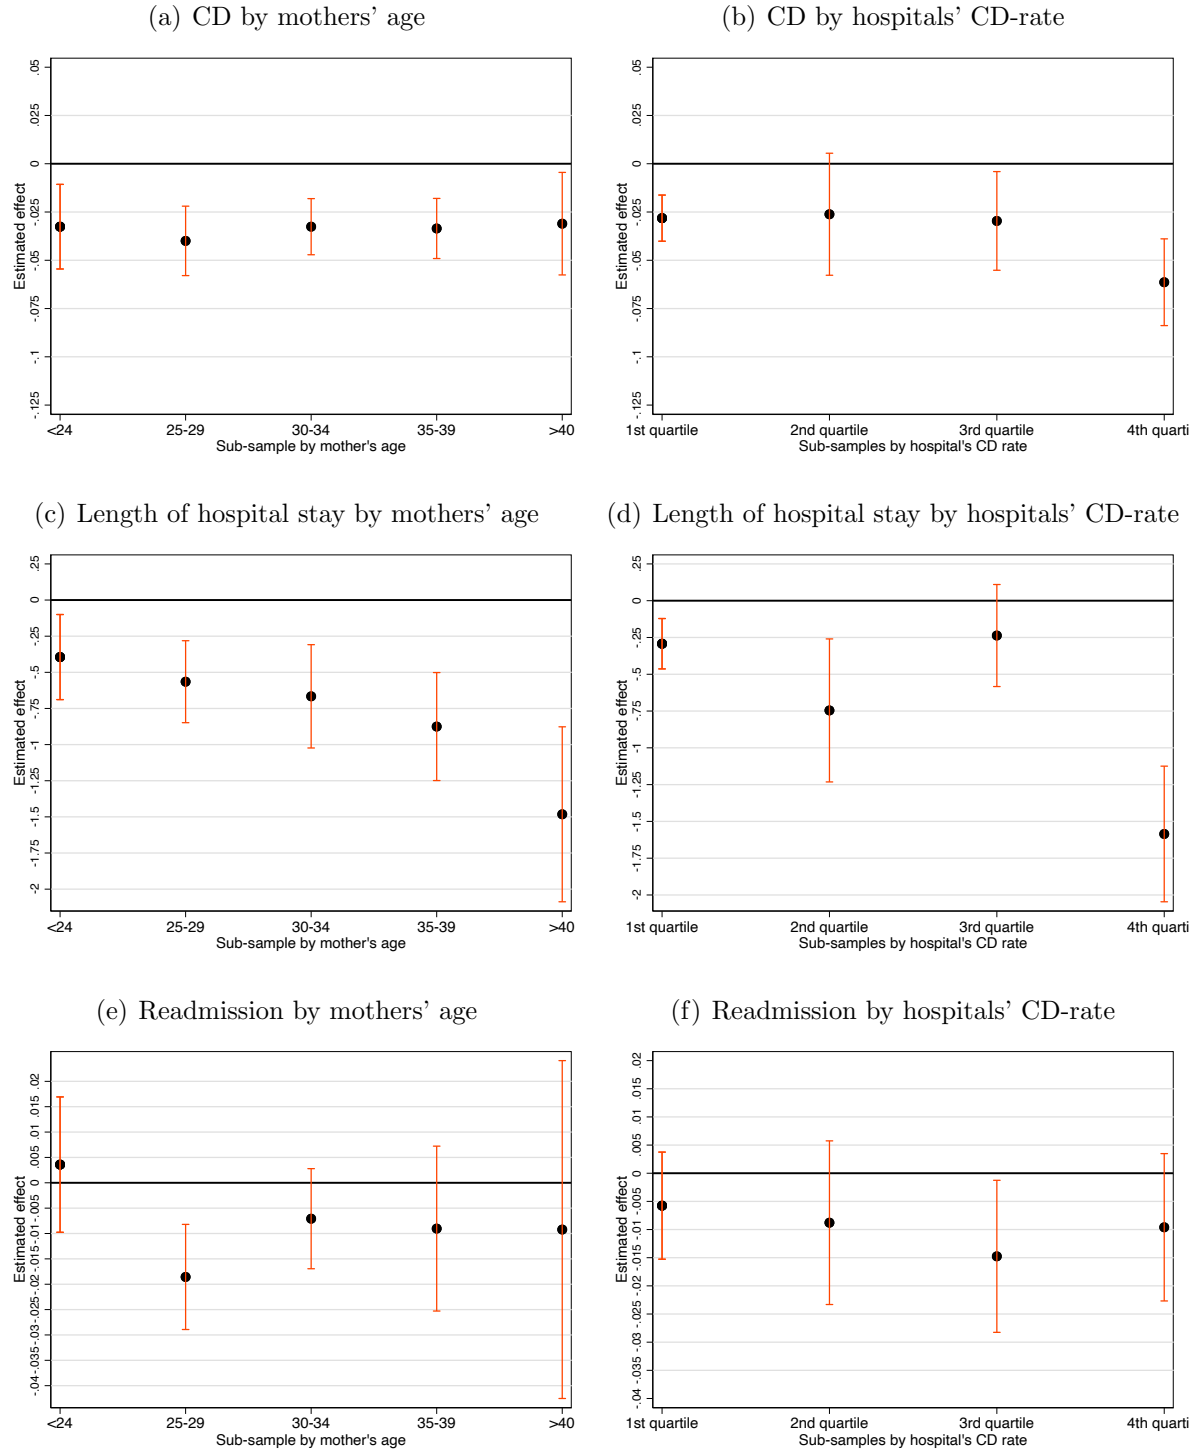 (a) CD by mothers' age
(b) CD by hospitals' CD-rate
Estimated effect
.05
.025
0
-.025
-.05
-.075
-.1
-.125
<24 25-29 30-34 35-39 >40
Sub-sample by mother's age
Estimated effect
.05
.025
0
-.025
-.05
-.075
-.1
-.125
1st quartile 2nd quartile 3rd quartile 4th quarti
Sub-samples by hospital's CD rate
(c) Length of hospital stay by mothers' age
(d) Length of hospital stay by hospitals' CD-rate
Estimated effect
.25
0
-.25
-.5
-.75
-1
-1.25
-1.5
-1.75
-2
<24 25-29 30-34 35-39 >40
Sub-sample by mother's age
Estimated effect
.25
0
-.25
-.5
-.75
-1
-1.25
-1.5
-1.75
-2
1st quartile 2nd quartile 3rd quartile 4th quarti
Sub-samples by hospital's CD rate
(e) Readmission by mothers' age
(f) Readmission by hospitals' CD-rate
Estimated effect
.02
.015
.01
.005
0
-.005
-.01
-.015
-.02
-.025
-.03
-.035
-.04
<24 25-29 30-34 35-39 >40
Sub-sample by mother's age
Estimated effect
.02
.015
.01
.005
0
-.005
-.01
-.015
-.02
-.025
-.03
-.035
-.04
1st quartile 2nd quartile 3rd quartile 4th quarti
Sub-samples by hospital's CD rate